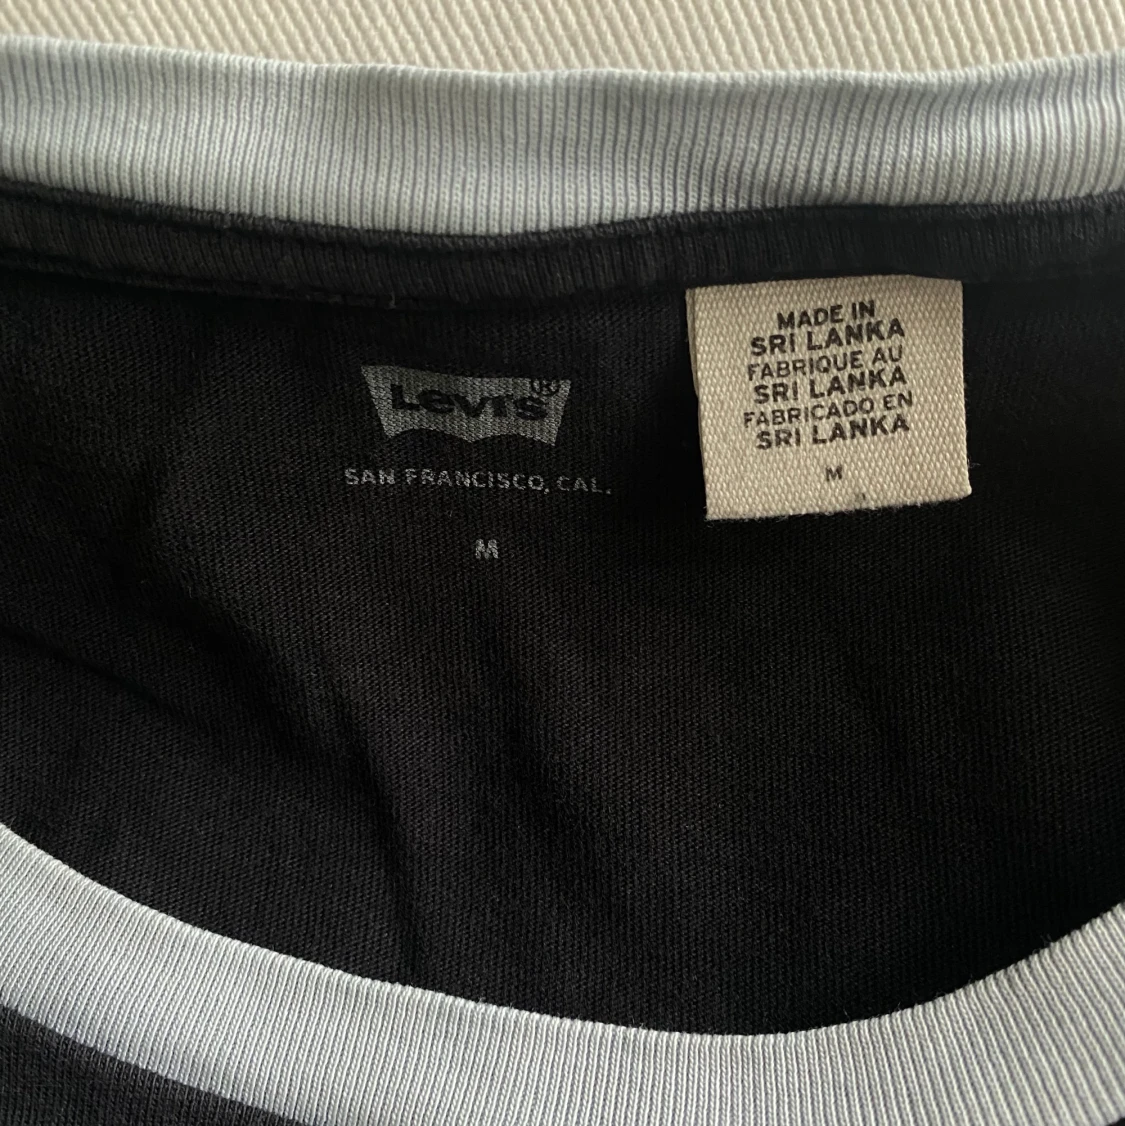 Levi's®
SAN FRANCISCO, CAL.
M
MADE IN
SRI LANKA
FABRIQUE AU
SRI LANKA
FABRICADO EN
SRI LANKA
M